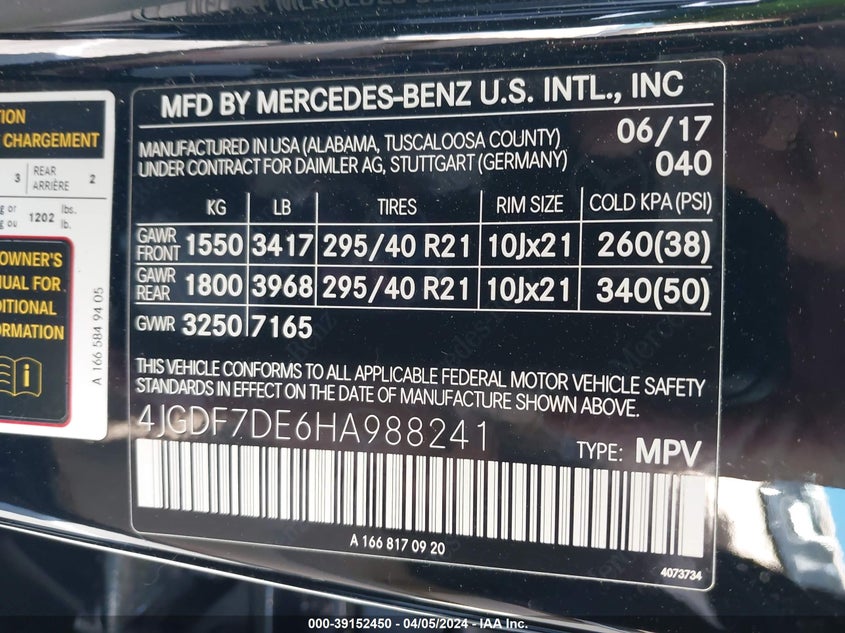 TION
CHARGEMENT
3 REAR ARRIÈRE 2
g or ou 1202 lbs. lb.
OWNER'S
NUAL FOR
DITIONAL
ORMATION
A 166 584 94 05
MFD BY MERCEDES-BENZ U.S. INTL., INC
MANUFACTURED IN USA (ALABAMA, TUSCALOOSA COUNTY) 06/17
UNDER CONTRACT FOR DAIMLER AG, STUTTGART (GERMANY) 040
KG LB TIRES RIM SIZE COLD KPA (PSI)
GAWR FRONT 1550 3417 295/40 R21 10Jx21 260(38)
GAWR REAR 1800 3968 295/40 R21 10Jx21 340(50)
GVWR 3250 7165
THIS VEHICLE CONFORMS TO ALL APPLICABLE FEDERAL MOTOR VEHICLE SAFETY
STANDARDS IN EFFECT ON THE DATE OF MANUFACTURE SHOWN ABOVE.
4JGDF7DE6HA988241
TYPE: MPV
A 166 817 09 20
4073734
000-39152450 - 04/05/2024 - IAA Inc.